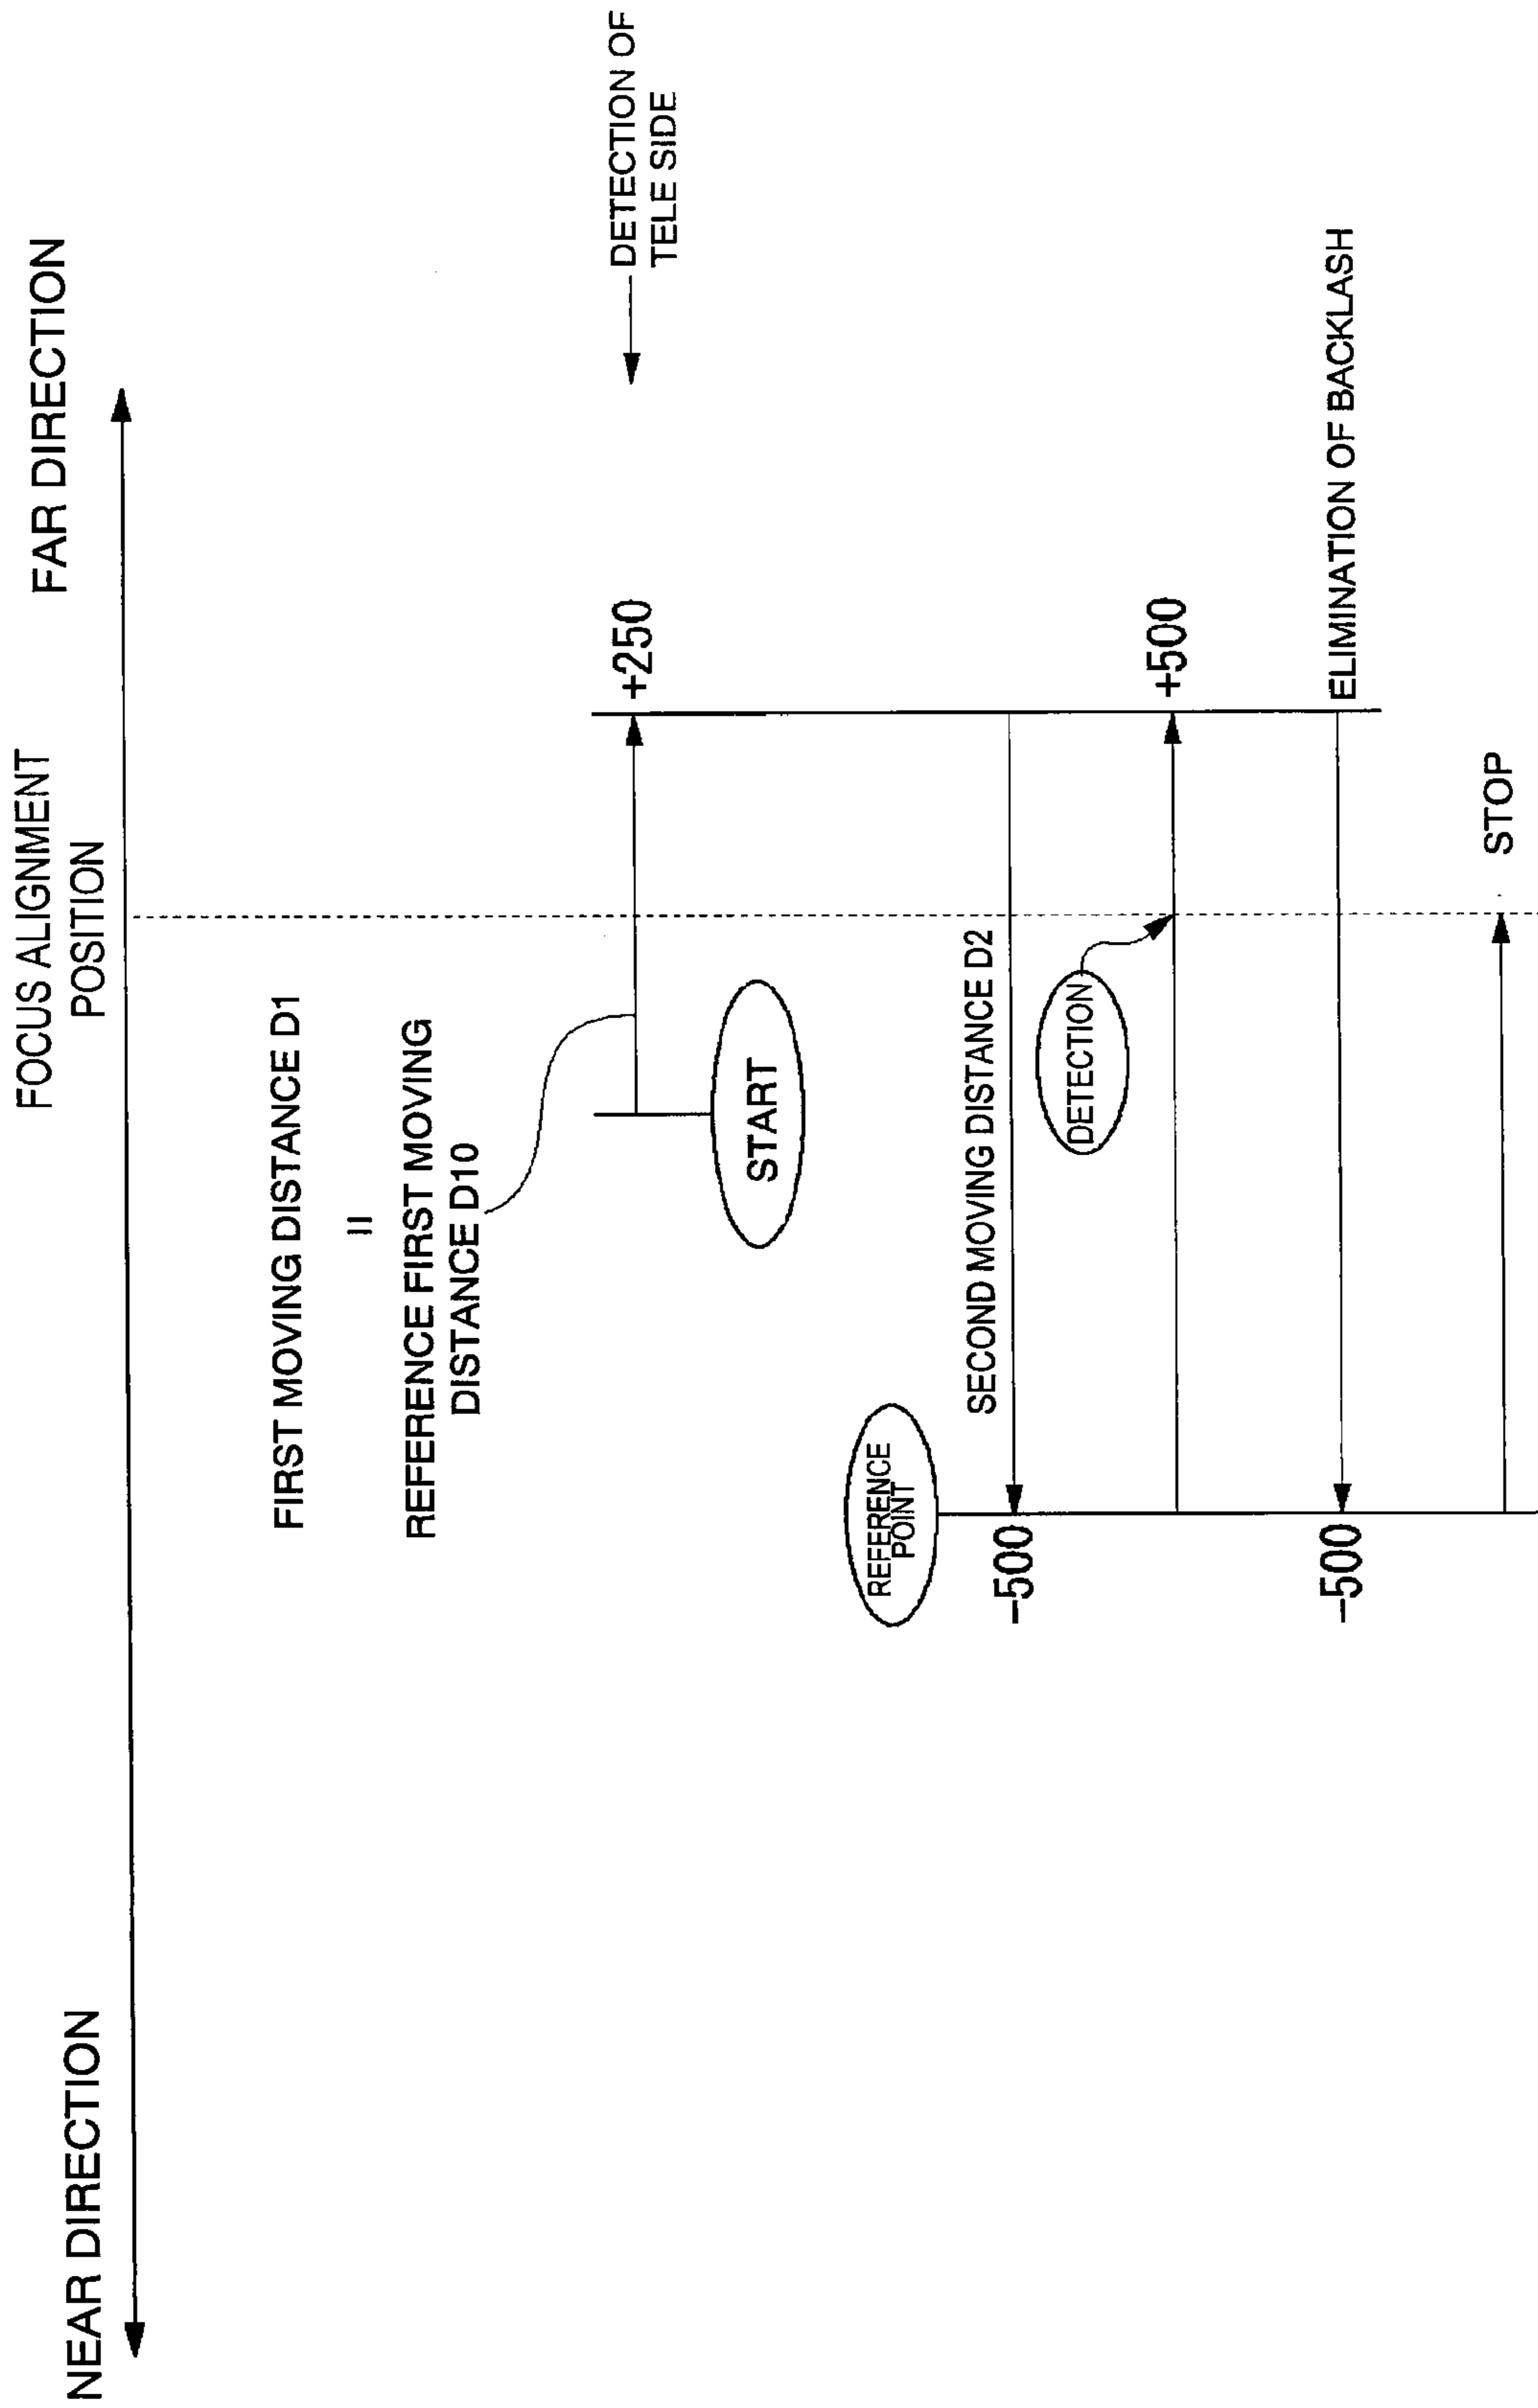 NEAR DIRECTION
FOCUS ALIGNMENT
POSITION
FAR DIRECTION
FIRST MOVING DISTANCE D1
=
REFERENCE FIRST MOVING
DISTANCE D10
+250
DETECTION OF
TELE SIDE
START
REFERENCE
POINT
SECOND MOVING DISTANCE D2
–500
DETECTION
+500
–500
ELIMINATION OF BACKLASH
STOP